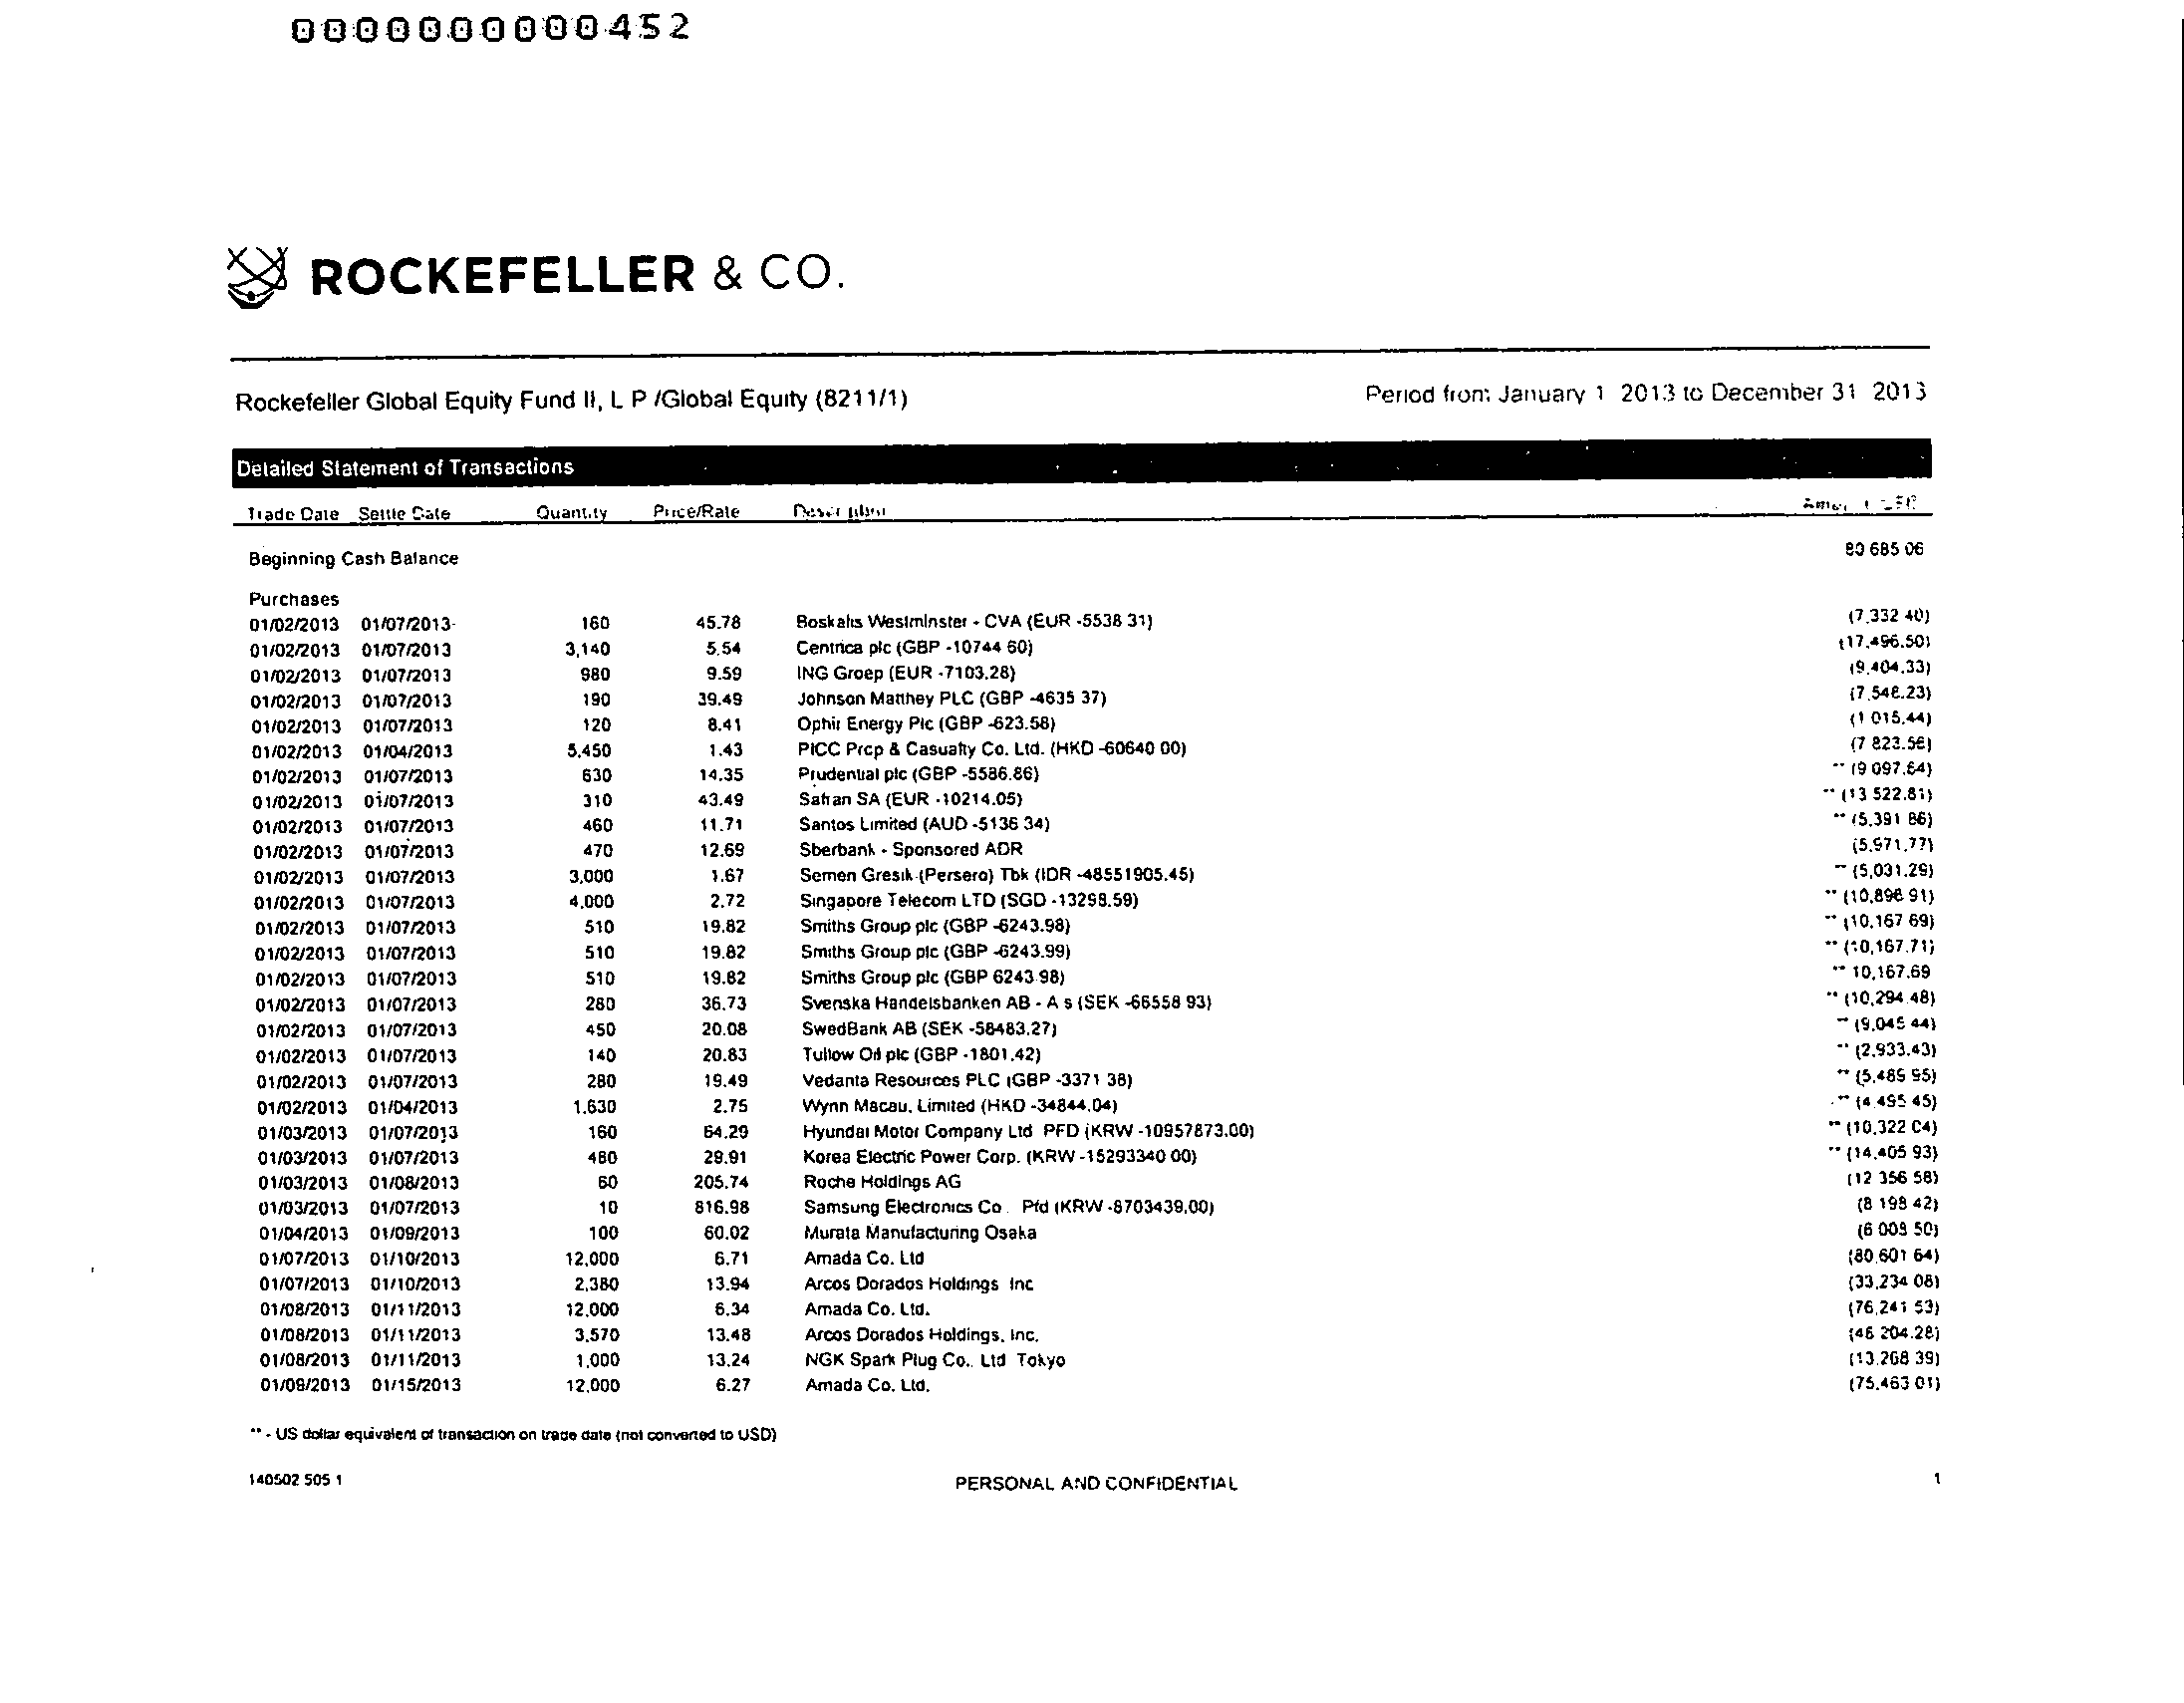 0000000000452
ROCKEFELLER & CO.
Rockefeller Global Equity Fund II, L P /Global Equity (8211/1)
Period from January 1 2013 to December 31 2013
Detailed Statement of Transactions
Trade Date Settle Date Quantity Price/Rate Description
Beginning Cash Balance 80 685 06
Purchases
01/02/2013 01/07/2013 160 45.78 Boskalis Westminster - CVA (EUR -5538 31) (7,332 40)
01/02/2013 01/07/2013 3,140 5.54 Centrica plc (GBP -10744 60) (17,496.50)
01/02/2013 01/07/2013 980 9.59 ING Groep (EUR -7103.28) (9,404.33)
01/02/2013 01/07/2013 190 39.49 Johnson Matthey PLC (GBP -4635 37) (7,546.23)
01/02/2013 01/07/2013 120 8.41 Ophir Energy Plc (GBP -623.58) (1 015.44)
01/02/2013 01/04/2013 5,450 1.43 PICC Prop & Casualty Co. Ltd. (HKD -60640 00) (7 823.56)
01/02/2013 01/07/2013 630 14.35 Prudential plc (GBP -5586.86) ** (9 097.64)
01/02/2013 01/07/2013 310 43.49 Safran SA (EUR -10214.05) ** (13 522.81)
01/02/2013 01/07/2013 460 11.71 Santos Limited (AUD -5136 34) ** (5,391 86)
01/02/2013 01/07/2013 470 12.69 Sberbank - Sponsored ADR (5,971.77)
01/02/2013 01/07/2013 3,000 1.67 Semen Gresik (Persero) Tbk (IDR -48551905.45) ** (5,031.29)
01/02/2013 01/07/2013 4,000 2.72 Singapore Telecom LTD (SGD -13298.59) ** (10,896 91)
01/02/2013 01/07/2013 510 19.82 Smiths Group plc (GBP -6243.98) ** (10,167 69)
01/02/2013 01/07/2013 510 19.82 Smiths Group plc (GBP -6243.99) ** (10,167.71)
01/02/2013 01/07/2013 510 19.82 Smiths Group plc (GBP 6243 98) ** 10,167.69
01/02/2013 01/07/2013 280 36.73 Svenska Handelsbanken AB - A s (SEK -66558 93) ** (10,294 48)
01/02/2013 01/07/2013 450 20.08 SwedBank AB (SEK -58483.27) ** (9,045 44)
01/02/2013 01/07/2013 140 20.83 Tullow Oil plc (GBP -1801.42) ** (2,933.43)
01/02/2013 01/07/2013 280 19.49 Vedanta Resources PLC (GBP -3371 38) ** (5,489 95)
01/02/2013 01/04/2013 1,630 2.75 Wynn Macau, Limited (HKD -34844.04) ** (4 495 45)
01/03/2013 01/07/2013 160 64.29 Hyundai Motor Company Ltd PFD (KRW -10957873.00) ** (10,322 04)
01/03/2013 01/07/2013 480 29.91 Korea Electric Power Corp. (KRW -15293340 00) ** (14,405 93)
01/03/2013 01/08/2013 60 205.74 Roche Holdings AG (12 356 58)
01/03/2013 01/07/2013 10 816.98 Samsung Electronics Co . Pfd (KRW -8703439.00) (8 198 42)
01/04/2013 01/09/2013 100 60.02 Murata Manufacturing Osaka (6 003 50)
01/07/2013 01/10/2013 12,000 6.71 Amada Co. Ltd (80,601 64)
01/07/2013 01/10/2013 2,380 13.94 Arcos Dorados Holdings Inc (33,234 08)
01/08/2013 01/11/2013 12,000 6.34 Amada Co. Ltd. (76,241 53)
01/08/2013 01/11/2013 3,570 13.48 Arcos Dorados Holdings, Inc. (48 204.28)
01/08/2013 01/11/2013 1,000 13.24 NGK Spark Plug Co., Ltd Tokyo (13,268 39)
01/09/2013 01/15/2013 12,000 6.27 Amada Co. Ltd. (75,463 01)
** - US dollar equivalent of transaction on trade date (not converted to USD)
140502 505 1 PERSONAL AND CONFIDENTIAL 1